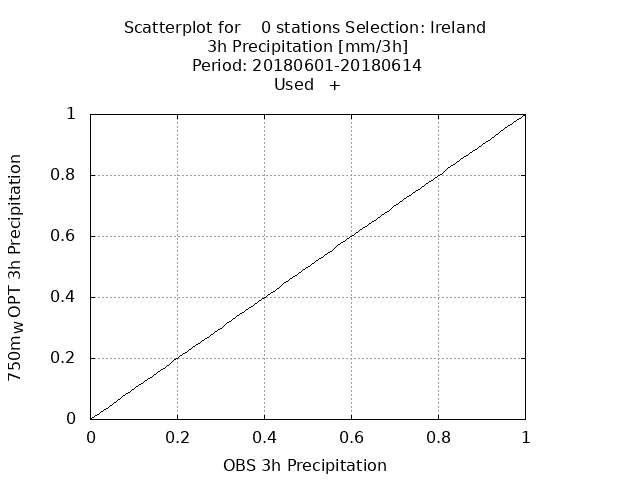 Scatterplot for    0 stations Selection: Ireland
3h Precipitation [mm/3h]
Period: 20180601-20180614
Used   +
1
0.8
0.6
0.4
0.2
0
750mW OPT 3h Precipitation
0 0.2 0.4 0.6 0.8 1
OBS 3h Precipitation